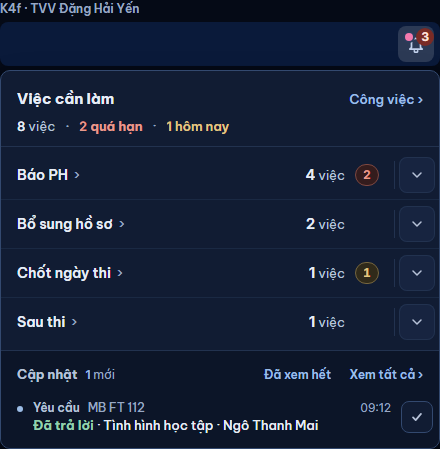 K4f · TVV Đặng Hải Yến
3
Việc cần làm
Công việc ›
8 việc · 2 quá hạn · 1 hôm nay
Báo PH ›
4 việc
2
Bổ sung hồ sơ ›
2 việc
Chốt ngày thi ›
1 việc
1
Sau thi ›
1 việc
Cập nhật 1 mới
Đã xem hết
Xem tất cả ›
Yêu cầu MB FT 112
09:12
Đã trả lời · Tình hình học tập · Ngô Thanh Mai